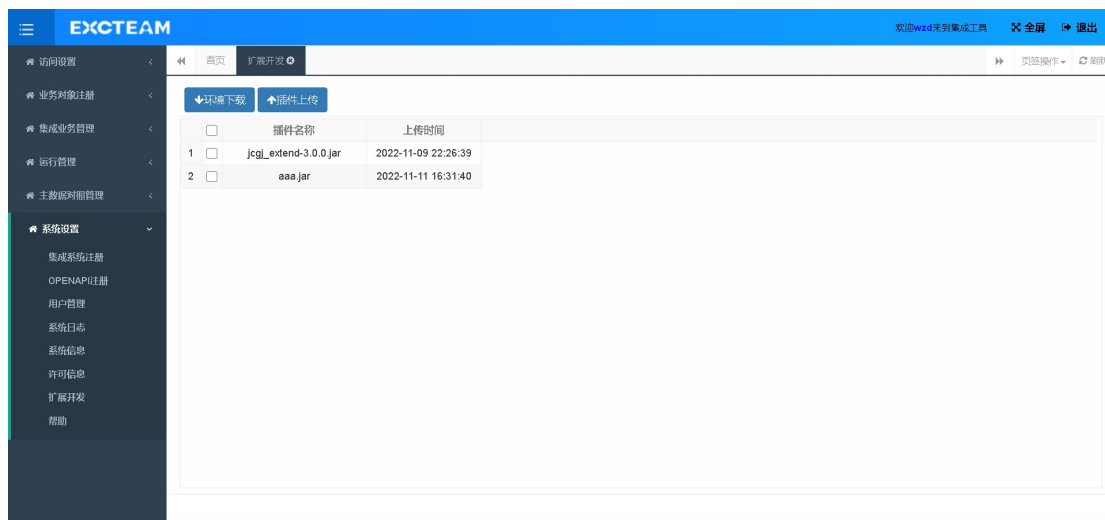 EXCTEAM
欢迎wzd来到集成工具 全屏 退出
访问设置
业务对象注册
集成业务管理
运行管理
主数据对照管理
系统设置
集成系统注册
OPENAPI注册
用户管理
系统日志
系统信息
许可信息
扩展开发
帮助
首页 扩展开发 页签操作 刷新
环境下载 插件上传
插件名称 上传时间
1 jcgj_extend-3.0.0.jar 2022-11-09 22:26:39
2 aaa.jar 2022-11-11 16:31:40